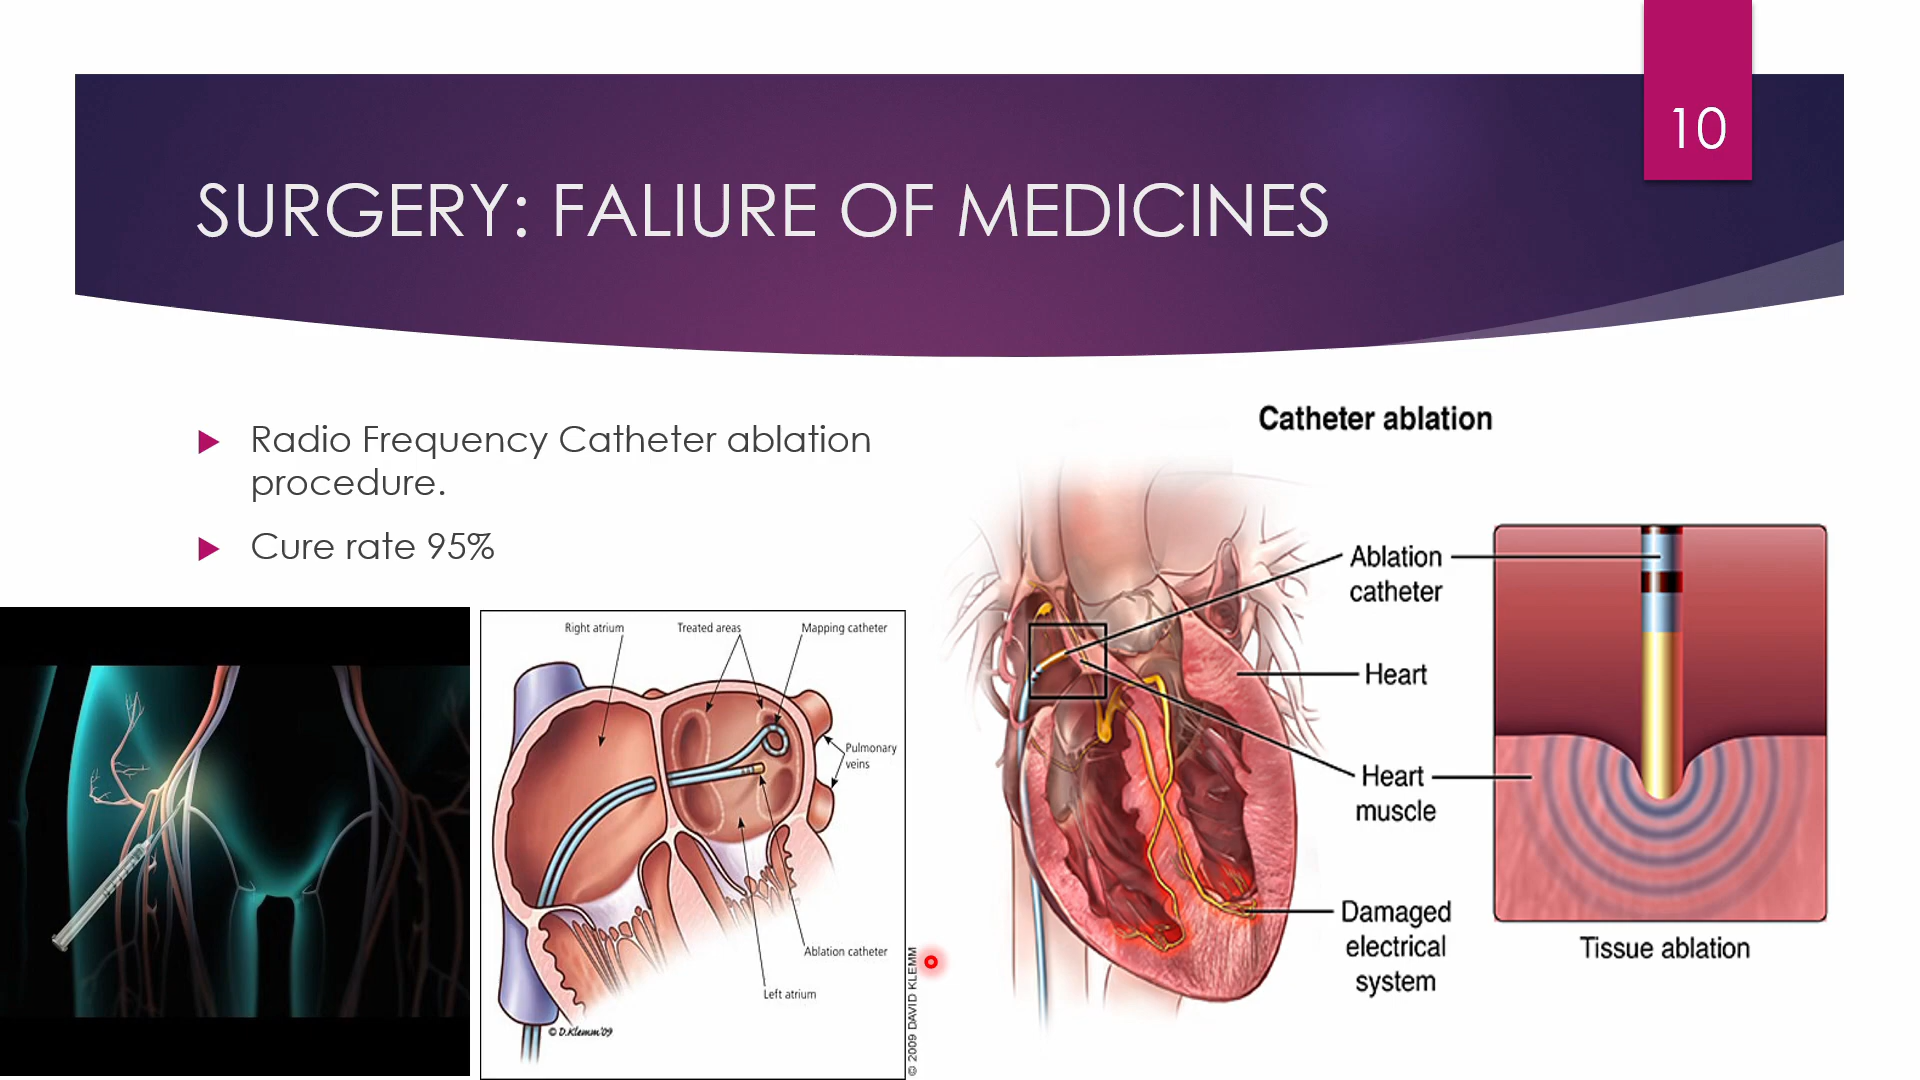 10
SURGERY: FALIURE OF MEDICINES
Radio Frequency Catheter ablation
procedure.
Cure rate 95%
Right atrium
Treated areas
Mapping catheter
Pulmonary
veins
Ablation catheter
Left atrium
© D.Klemm'09
© 2009 DAVID KLEMM
Catheter ablation
Ablation
catheter
Heart
Heart
muscle
Damaged
electrical
system
Tissue ablation